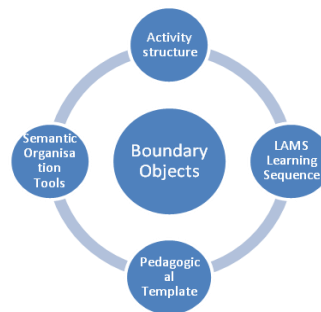 Activity
structure
Semantic
Organisa
tion
Tools
Boundary
Objects
LAMS
Learning
Sequence
Pedagogic
al
Template